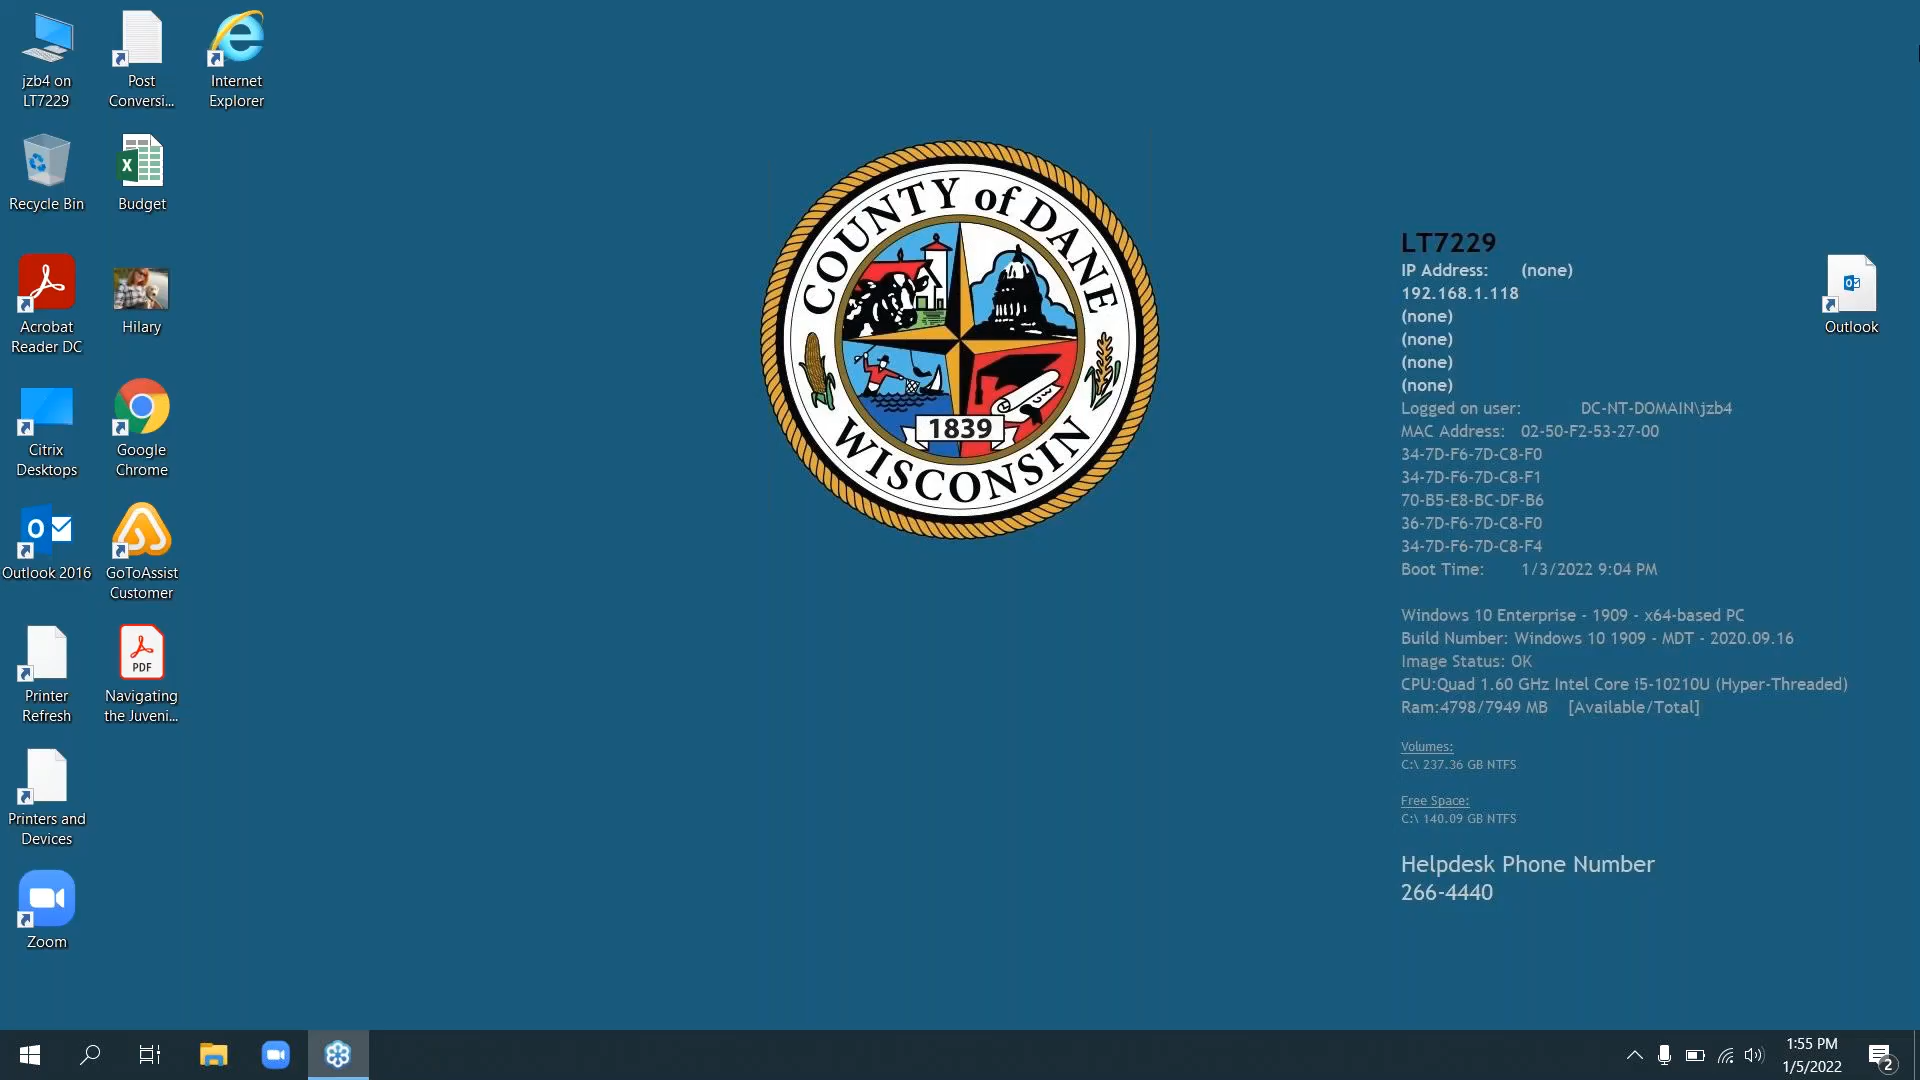 jzb4 on
LT7229
Post
Conversi...
Internet
Explorer
Recycle Bin
Budget
Acrobat
Reader DC
Hilary
Citrix
Desktops
Google
Chrome
Outlook 2016
GoToAssist
Customer
Printer
Refresh
PDF
Navigating
the Juveni...
Printers and
Devices
Zoom
COUNTY of DANE
UW
1839
WISCONSIN
LT7229
IP Address: (none)
192.168.1.118
(none)
(none)
(none)
(none)
Logged on user: DC-NT-DOMAIN\jzb4
MAC Address: 02-50-F2-53-27-00
34-7D-F6-7D-C8-F0
34-7D-F6-7D-C8-F1
70-B5-E8-BC-DF-B6
36-7D-F6-7D-C8-F0
34-7D-F6-7D-C8-F4
Boot Time: 1/3/2022 9:04 PM
Windows 10 Enterprise - 1909 - x64-based PC
Build Number: Windows 10 1909 - MDT - 2020.09.16
Image Status: OK
CPU:Quad 1.60 GHz Intel Core i5-10210U (Hyper-Threaded)
Ram:4798/7949 MB [Available/Total]
Volumes:
C:\ 237.36 GB NTFS
Free Space:
C:\ 140.09 GB NTFS
Helpdesk Phone Number
266-4440
Outlook
1:55 PM
1/5/2022
2